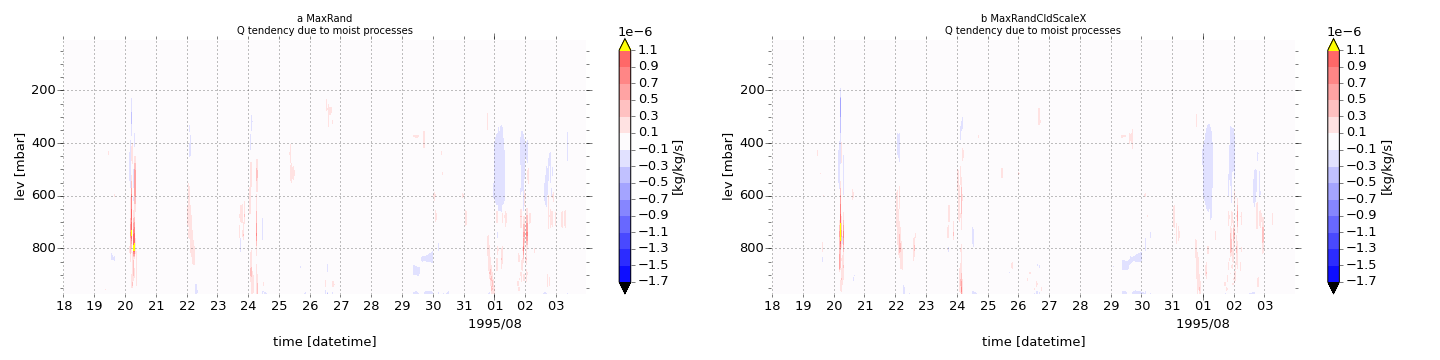 a MaxRand
Q tendency due to moist processes
1e−6
1.1
0.9
0.7
0.5
0.3
0.1
−0.1
−0.3
−0.5
−0.7
−0.9
−1.1
−1.3
−1.5
−1.7
[kg/kg/s]
200
400
600
800
lev [mbar]
18 19 20 21 22 23 24 25 26 27 28 29 30 31 01 02 03
1995/08
time [datetime]
b MaxRandCldScaleX
Q tendency due to moist processes
1e−6
1.1
0.9
0.7
0.5
0.3
0.1
−0.1
−0.3
−0.5
−0.7
−0.9
−1.1
−1.3
−1.5
−1.7
[kg/kg/s]
200
400
600
800
lev [mbar]
18 19 20 21 22 23 24 25 26 27 28 29 30 31 01 02 03
1995/08
time [datetime]